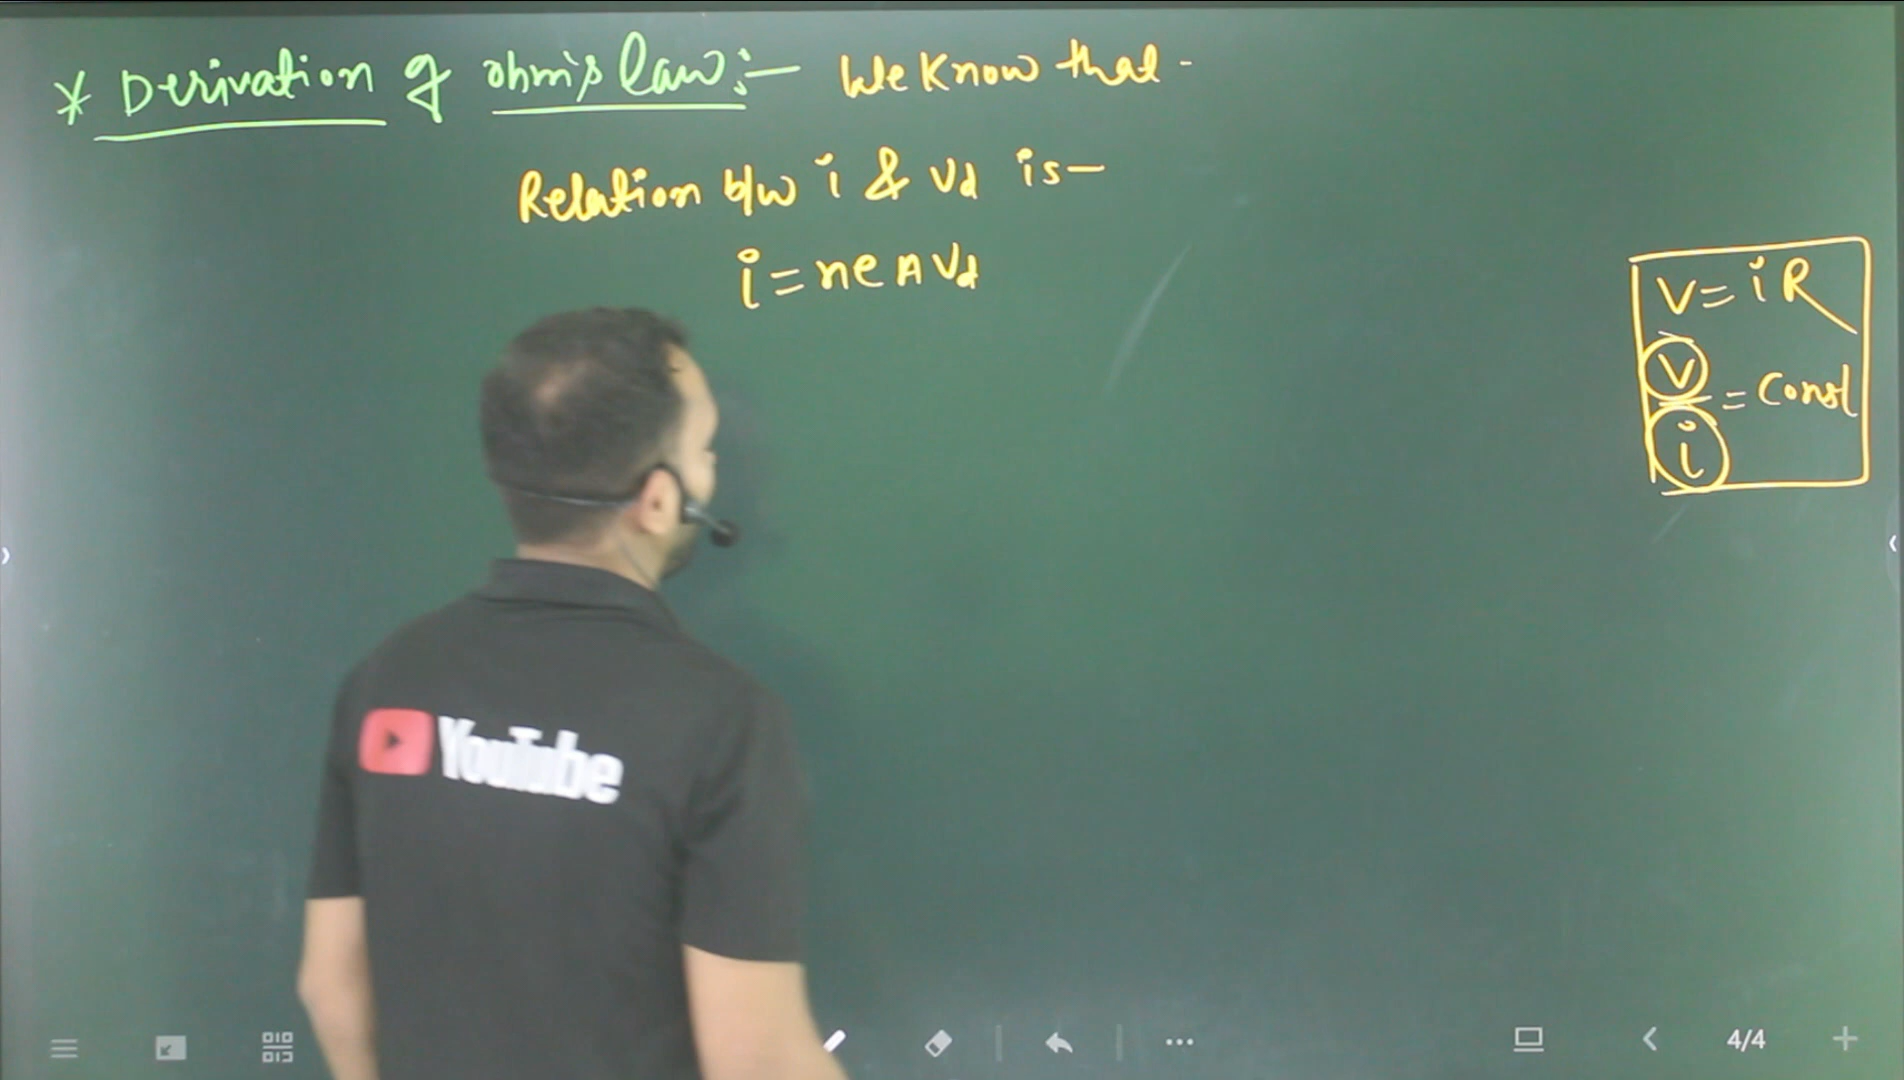 * Derivation of ohm's law:- We Know that -
Relation b/w i & Vd is-
i = neAVd
V = iR
V/i = Const
YouTube
4/4